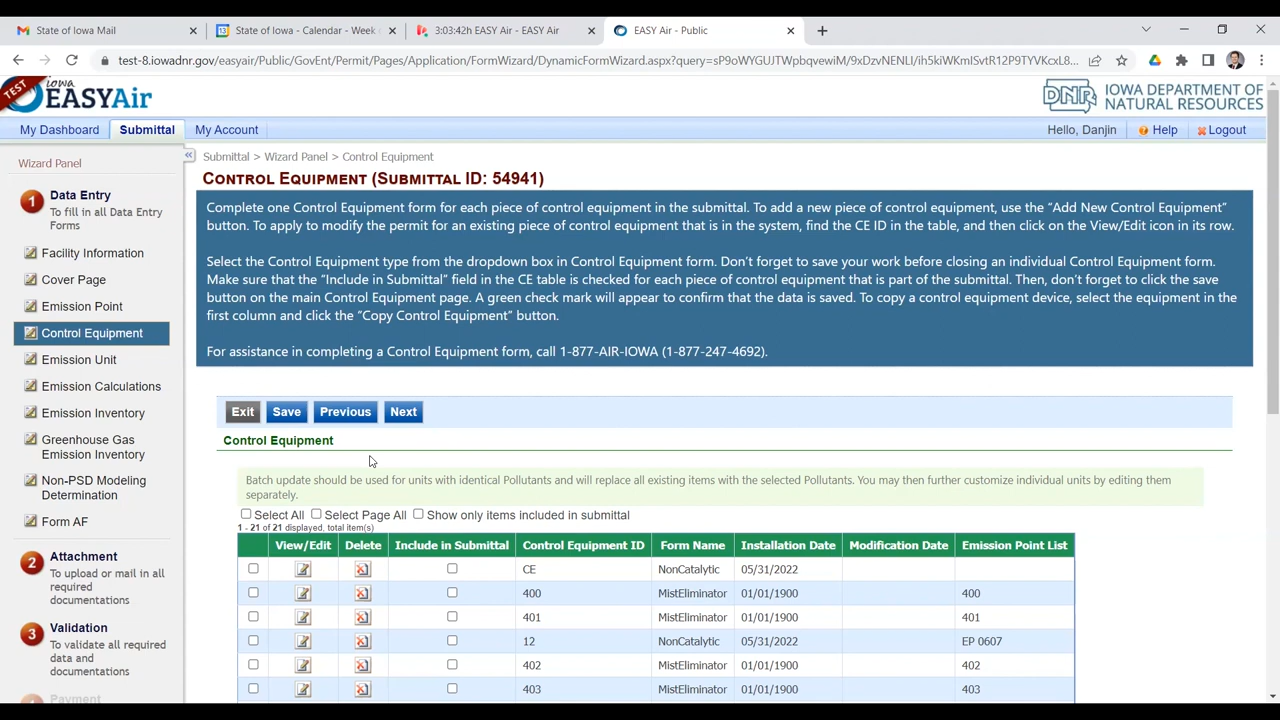 State of Iowa Mail
State of Iowa - Calendar - Week
3:03:42h EASY Air - EASY Air
EASY Air - Public
test-8.iowadnr.gov/easyair/Public/GovEnt/Permit/Pages/Application/FormWizard/DynamicFormWizard.aspx?query=sP9oWYGUJTWpbqvewiM/9xDzvNENLI/ih5kiWKmISvtR12P9TYVKcxL8...
TEST
iowa
EASYAir
DNR
IOWA DEPARTMENT OF
NATURAL RESOURCES
My Dashboard
Submittal
My Account
Hello, Danjin
Help
Logout
Wizard Panel
1
Data Entry
To fill in all Data Entry
Forms
Facility Information
Cover Page
Emission Point
Control Equipment
Emission Unit
Emission Calculations
Emission Inventory
Greenhouse Gas
Emission Inventory
Non-PSD Modeling
Determination
Form AF
2
Attachment
To upload or mail in all
required
documentations
3
Validation
To validate all required
data and
documentations
Payment
Submittal > Wizard Panel > Control Equipment
CONTROL EQUIPMENT (SUBMITTAL ID: 54941)
Complete one Control Equipment form for each piece of control equipment in the submittal. To add a new piece of control equipment, use the “Add New Control Equipment”
button. To apply to modify the permit for an existing piece of control equipment that is in the system, find the CE ID in the table, and then click on the View/Edit icon in its row.
Select the Control Equipment type from the dropdown box in Control Equipment form. Don’t forget to save your work before closing an individual Control Equipment form.
Make sure that the “Include in Submittal” field in the CE table is checked for each piece of control equipment that is part of the submittal. Then, don’t forget to click the save
button on the main Control Equipment page. A green check mark will appear to confirm that the data is saved. To copy a control equipment device, select the equipment in the
first column and click the “Copy Control Equipment” button.
For assistance in completing a Control Equipment form, call 1-877-AIR-IOWA (1-877-247-4692).
Exit Save Previous Next
Control Equipment
Batch update should be used for units with identical Pollutants and will replace all existing items with the selected Pollutants. You may then further customize individual units by editing them
separately.
Select All Select Page All Show only items included in submittal
1 - 21 of 21 displayed, total item(s)
View/Edit Delete Include in Submittal Control Equipment ID Form Name Installation Date Modification Date Emission Point List
CE NonCatalytic 05/31/2022
400 MistEliminator 01/01/1900 400
401 MistEliminator 01/01/1900 401
12 NonCatalytic 05/31/2022 EP 0607
402 MistEliminator 01/01/1900 402
403 MistEliminator 01/01/1900 403